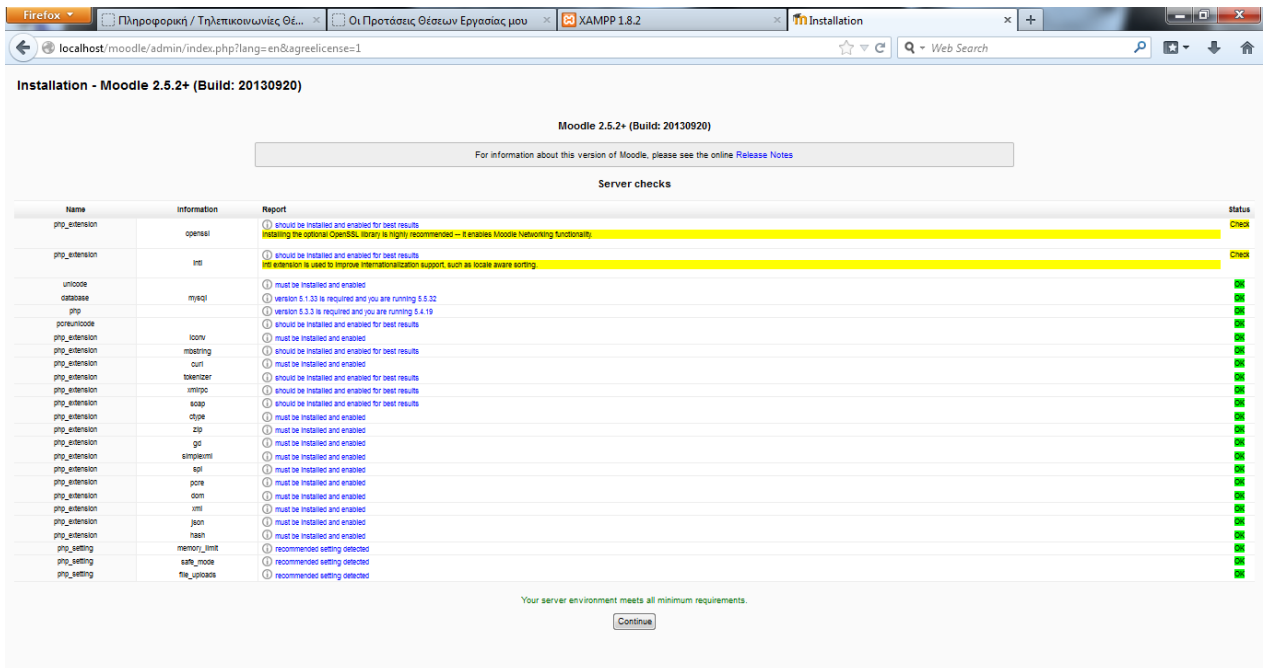 Firefox
Πληροφορική / Τηλεπικοινωνίες Θέ... ×
Οι Προτάσεις Θέσεων Εργασίας μου ×
XAMPP 1.8.2 ×
Installation × +
localhost/moodle/admin/index.php?lang=en&agreelicense=1
Web Search
Installation - Moodle 2.5.2+ (Build: 20130920)
Moodle 2.5.2+ (Build: 20130920)
For information about this version of Moodle, please see the online Release Notes
Server checks
Name Information Report Status
php_extension openssl should be installed and enabled for best results Check
Installing the optional OpenSSL library is highly recommended -- it enables Moodle Networking functionality.
php_extension intl should be installed and enabled for best results Check
Intl extension is used to improve internationalization support, such as locale aware sorting.
unicode must be installed and enabled OK
database mysql version 5.1.33 is required and you are running 5.5.32 OK
php version 5.3.3 is required and you are running 5.4.19 OK
pcreunicode should be installed and enabled for best results OK
php_extension iconv must be installed and enabled OK
php_extension mbstring should be installed and enabled for best results OK
php_extension curl must be installed and enabled OK
php_extension tokenizer should be installed and enabled for best results OK
php_extension xmlrpc should be installed and enabled for best results OK
php_extension soap should be installed and enabled for best results OK
php_extension ctype must be installed and enabled OK
php_extension zip must be installed and enabled OK
php_extension gd must be installed and enabled OK
php_extension simplexml must be installed and enabled OK
php_extension spl must be installed and enabled OK
php_extension pcre must be installed and enabled OK
php_extension dom must be installed and enabled OK
php_extension xml must be installed and enabled OK
php_extension json must be installed and enabled OK
php_extension hash must be installed and enabled OK
php_setting memory_limit recommended setting detected OK
php_setting safe_mode recommended setting detected OK
php_setting file_uploads recommended setting detected OK
Your server environment meets all minimum requirements.
Continue